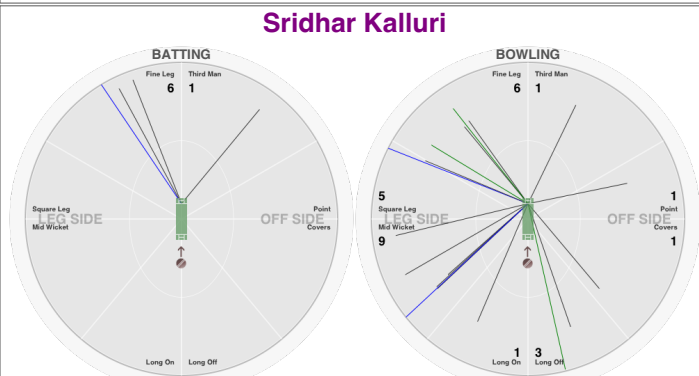 Sridhar Kalluri
BATTING
Fine Leg Third Man
6 1
Square Leg
LEG SIDE
Mid Wicket
Point
OFF SIDE
Covers
Long On Long Off
BOWLING
Fine Leg Third Man
6 1
5
Square Leg
LEG SIDE
Mid Wicket
9
1
Point
OFF SIDE
Covers
1
1 3
Long On Long Off